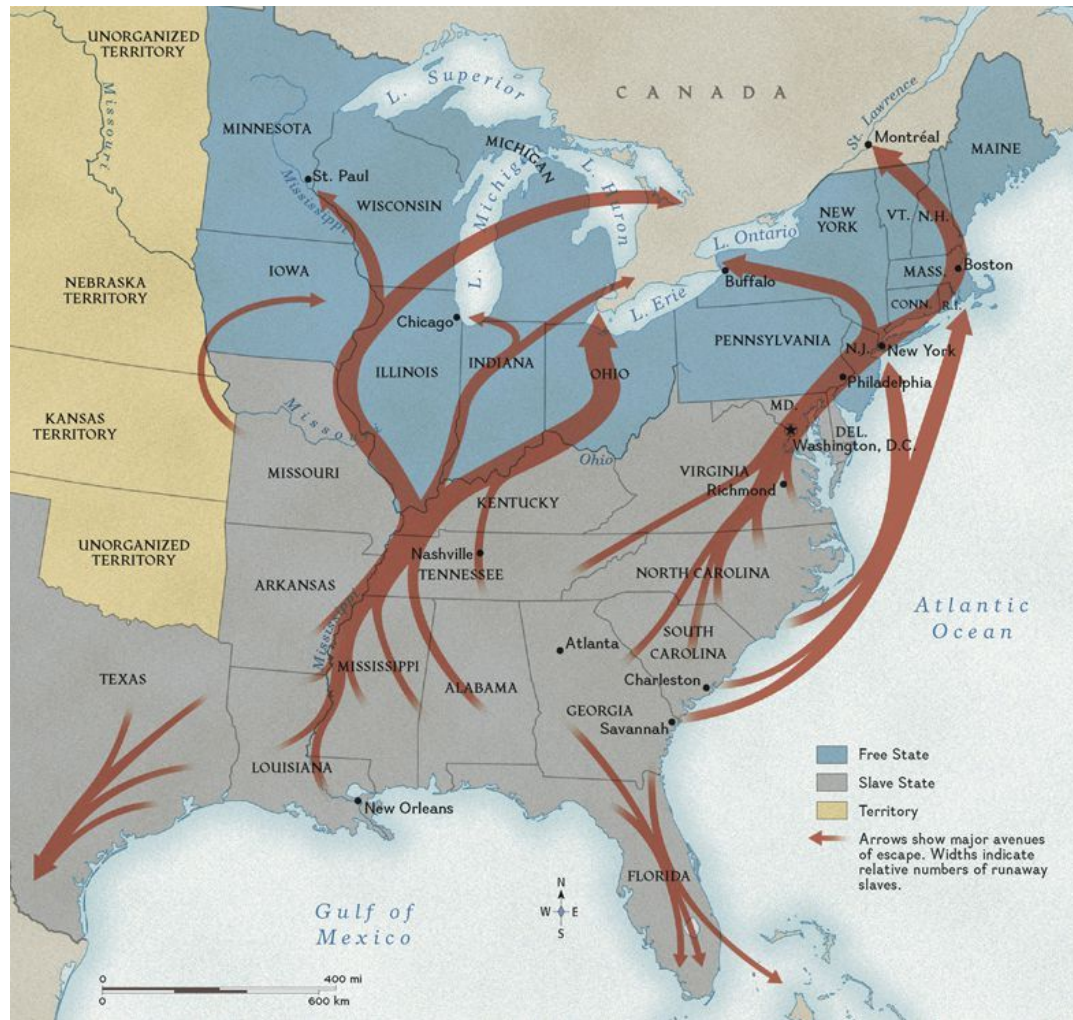 UNORGANIZED
TERRITORY
Missouri
L. Superior
CANADA
St. Lawrence
Montréal
MAINE
MINNESOTA
St. Paul
Mississippi
WISCONSIN
MICHIGAN
L. Michigan
L. Huron
NEW
YORK
VT.
N.H.
L. Ontario
Buffalo
MASS.
Boston
CONN.
R.I.
L. Erie
NEBRASKA
TERRITORY
IOWA
Chicago
ILLINOIS
INDIANA
OHIO
PENNSYLVANIA
N.J.
New York
Philadelphia
MD.
DEL.
Washington, D.C.
KANSAS
TERRITORY
Missouri
MISSOURI
Ohio
VIRGINIA
Richmond
KENTUCKY
UNORGANIZED
TERRITORY
Nashville
TENNESSEE
NORTH CAROLINA
ARKANSAS
Mississippi
MISSISSIPPI
ALABAMA
Atlanta
SOUTH
CAROLINA
Charleston
GEORGIA
Savannah
Atlantic
Ocean
TEXAS
LOUISIANA
New Orleans
FLORIDA
Gulf of
Mexico
N
W E
S
Free State
Slave State
Territory
Arrows show major avenues
of escape. Widths indicate
relative numbers of runaway
slaves.
0 400 mi
0 600 km